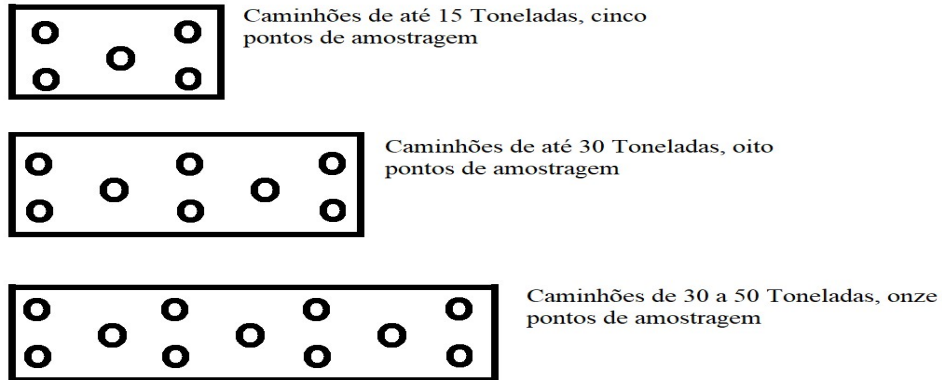 Caminhões de até 15 Toneladas, cinco
pontos de amostragem
Caminhões de até 30 Toneladas, oito
pontos de amostragem
Caminhões de 30 a 50 Toneladas, onze
pontos de amostragem